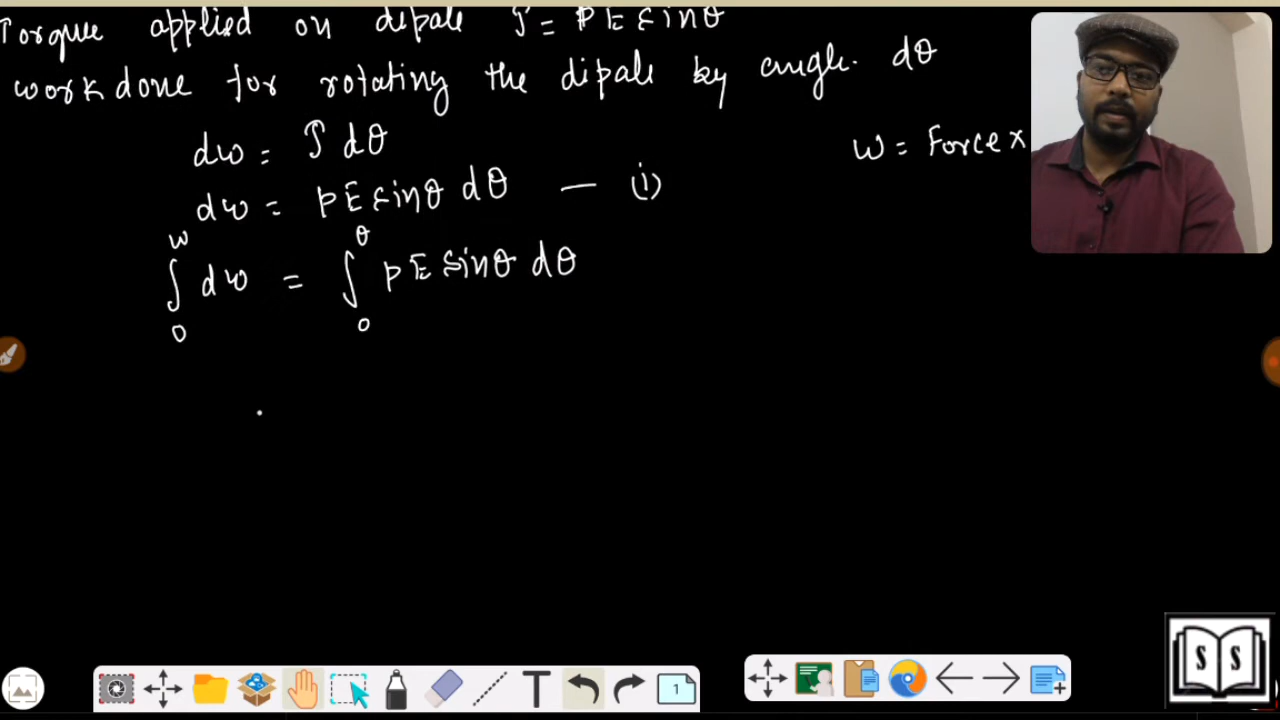 Torque applied on dipole τ = PE sinθ
work done for rotating the dipole by angle. dθ
dw = τ dθ
W = Force x
dw = PE sinθ dθ — (i)
∫₀ʷ dw = ∫₀᷿θ PE sinθ dθ
T
1
S S